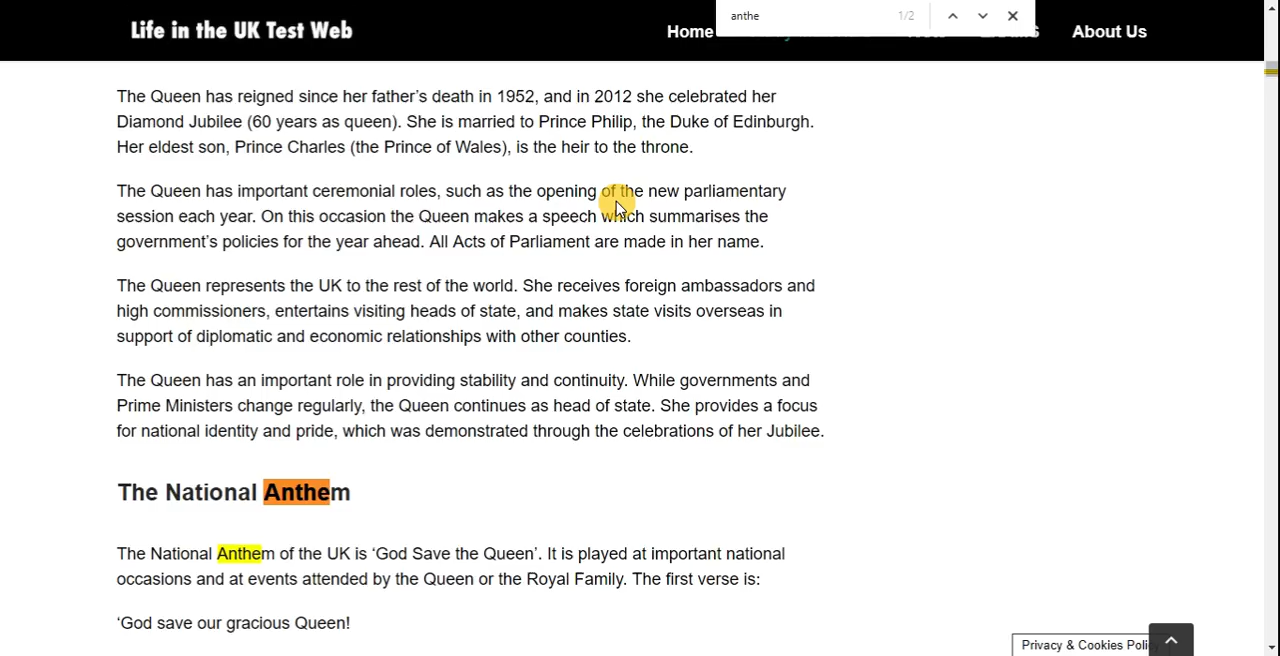 Life in the UK Test Web
anthe
1/2
Home
About Us
The Queen has reigned since her father’s death in 1952, and in 2012 she celebrated her
Diamond Jubilee (60 years as queen). She is married to Prince Philip, the Duke of Edinburgh.
Her eldest son, Prince Charles (the Prince of Wales), is the heir to the throne.
The Queen has important ceremonial roles, such as the opening of the new parliamentary
session each year. On this occasion the Queen makes a speech which summarises the
government’s policies for the year ahead. All Acts of Parliament are made in her name.
The Queen represents the UK to the rest of the world. She receives foreign ambassadors and
high commissioners, entertains visiting heads of state, and makes state visits overseas in
support of diplomatic and economic relationships with other counties.
The Queen has an important role in providing stability and continuity. While governments and
Prime Ministers change regularly, the Queen continues as head of state. She provides a focus
for national identity and pride, which was demonstrated through the celebrations of her Jubilee.
The National Anthem
The National Anthem of the UK is ‘God Save the Queen’. It is played at important national
occasions and at events attended by the Queen or the Royal Family. The first verse is:
‘God save our gracious Queen!
Privacy & Cookies Policy